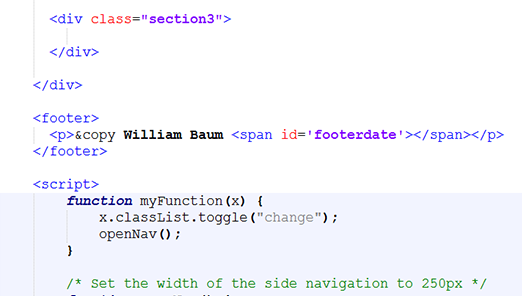 <div class="section3">
</div>
</div>
<footer>
<p>&copy William Baum <span id='footerdate'></span></p>
</footer>
<script>
function myFunction(x) {
x.classList.toggle("change");
openNav();
}
/* Set the width of the side navigation to 250px */